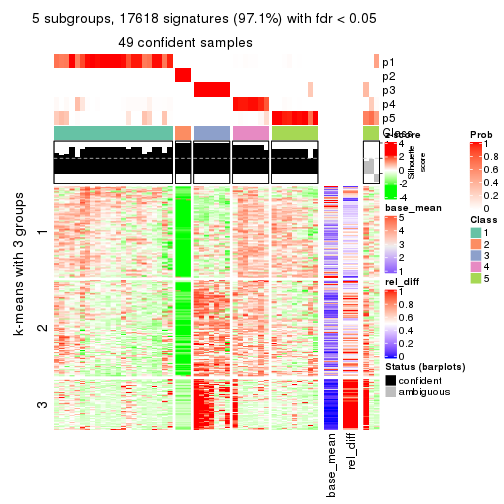 5 subgroups, 17618 signatures (97.1%) with fdr < 0.05
49 confident samples
p1
p2
p3
p4
p5
Class
z-score
4
2
0
-2
-4
Silhouette
score
base_mean
5
4
3
2
1
rel_diff
1
0.8
0.6
0.4
0.2
0
Status (barplots)
confident
ambiguous
Prob
1
0.8
0.6
0.4
0.2
0
Class
1
2
3
4
5
k-means with 3 groups
1
2
3
base_mean
rel_diff